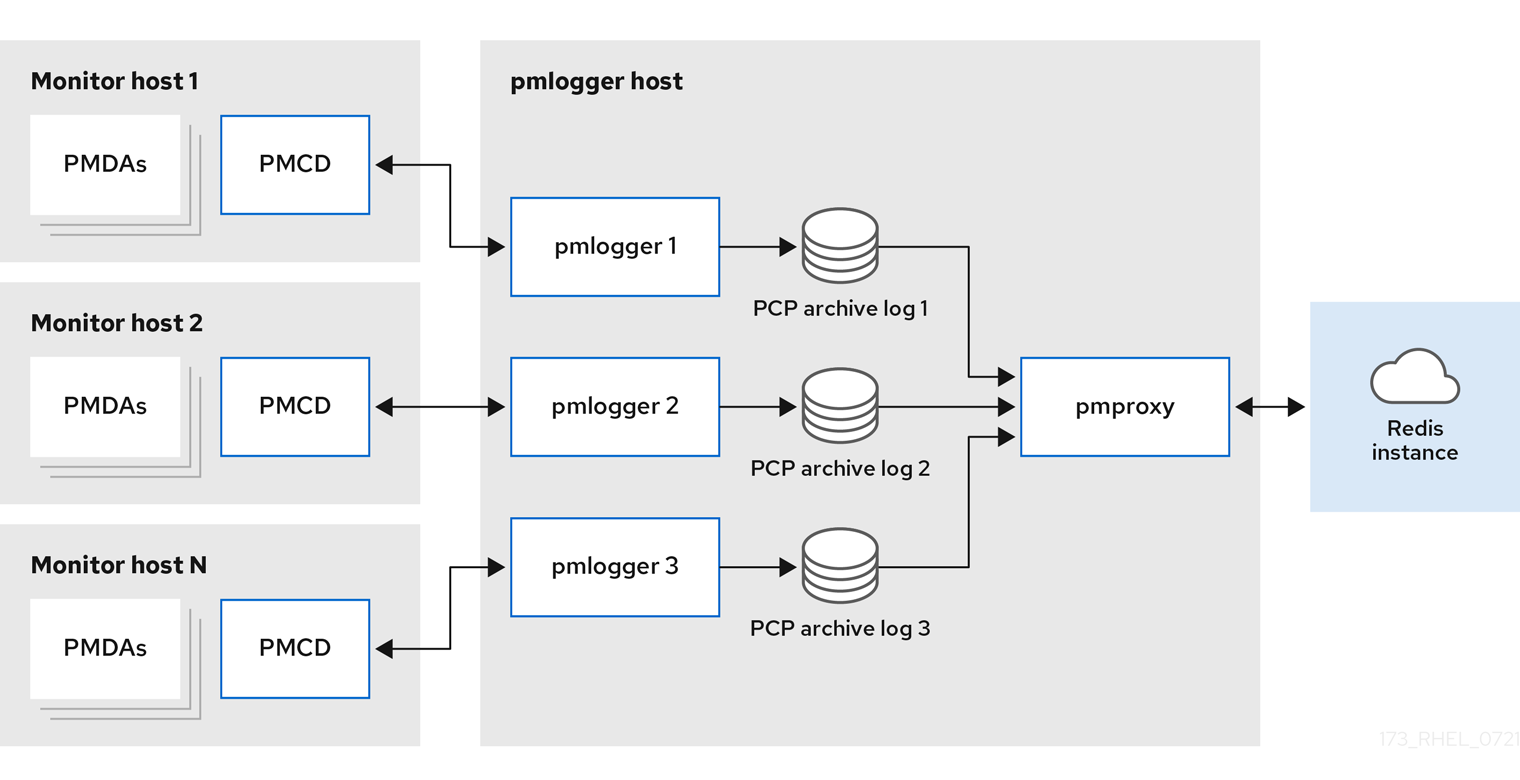 Monitor host 1
PMDAs
PMCD
Monitor host 2
PMDAs
PMCD
Monitor host N
PMDAs
PMCD
pmlogger host
pmlogger 1
PCP archive log 1
pmlogger 2
PCP archive log 2
pmlogger 3
PCP archive log 3
pmproxy
Redis
instance
173_RHEL_0721